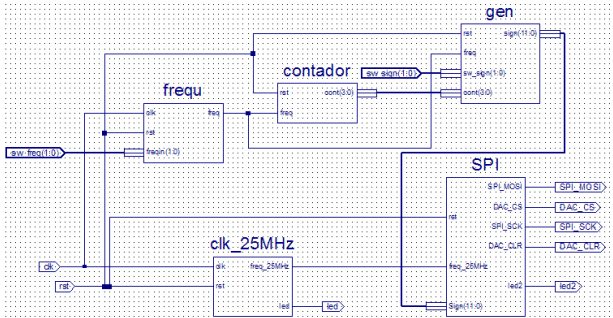 gen
rst
sign(11:0)
freq
sw_sign(1:0)
sw_sign(1:0)
cont(3:0)
contador
rst
cont(3:0)
freq
frequ
clk
freq
rst
sw_freq(1:0)
freqin(1:0)
SPI
SPI_MOSI
SPI_MOSI
DAC_CS
DAC_CS
rst
SPI_SCK
SPI_SCK
DAC_CLR
DAC_CLR
freq_25MHz
led2
led2
Sign(11:0)
clk_25MHz
clk
clk
freq_25MHz
rst
rst
led
led